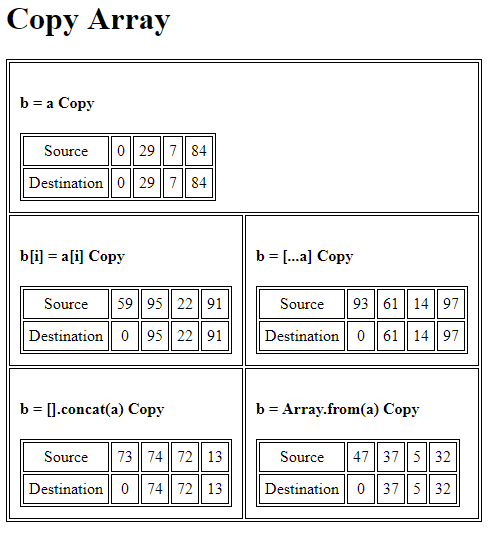 Copy Array
b = a Copy
Source 0 29 7 84
Destination 0 29 7 84
b[i] = a[i] Copy
Source 59 95 22 91
Destination 0 95 22 91
b = [...a] Copy
Source 93 61 14 97
Destination 0 61 14 97
b = [].concat(a) Copy
Source 73 74 72 13
Destination 0 74 72 13
b = Array.from(a) Copy
Source 47 37 5 32
Destination 0 37 5 32